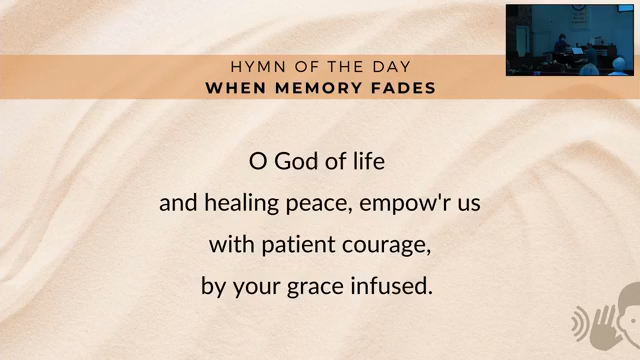 HYMN OF THE DAY
WHEN MEMORY FADES
O God of life
and healing peace, empow'r us
with patient courage,
by your grace infused.